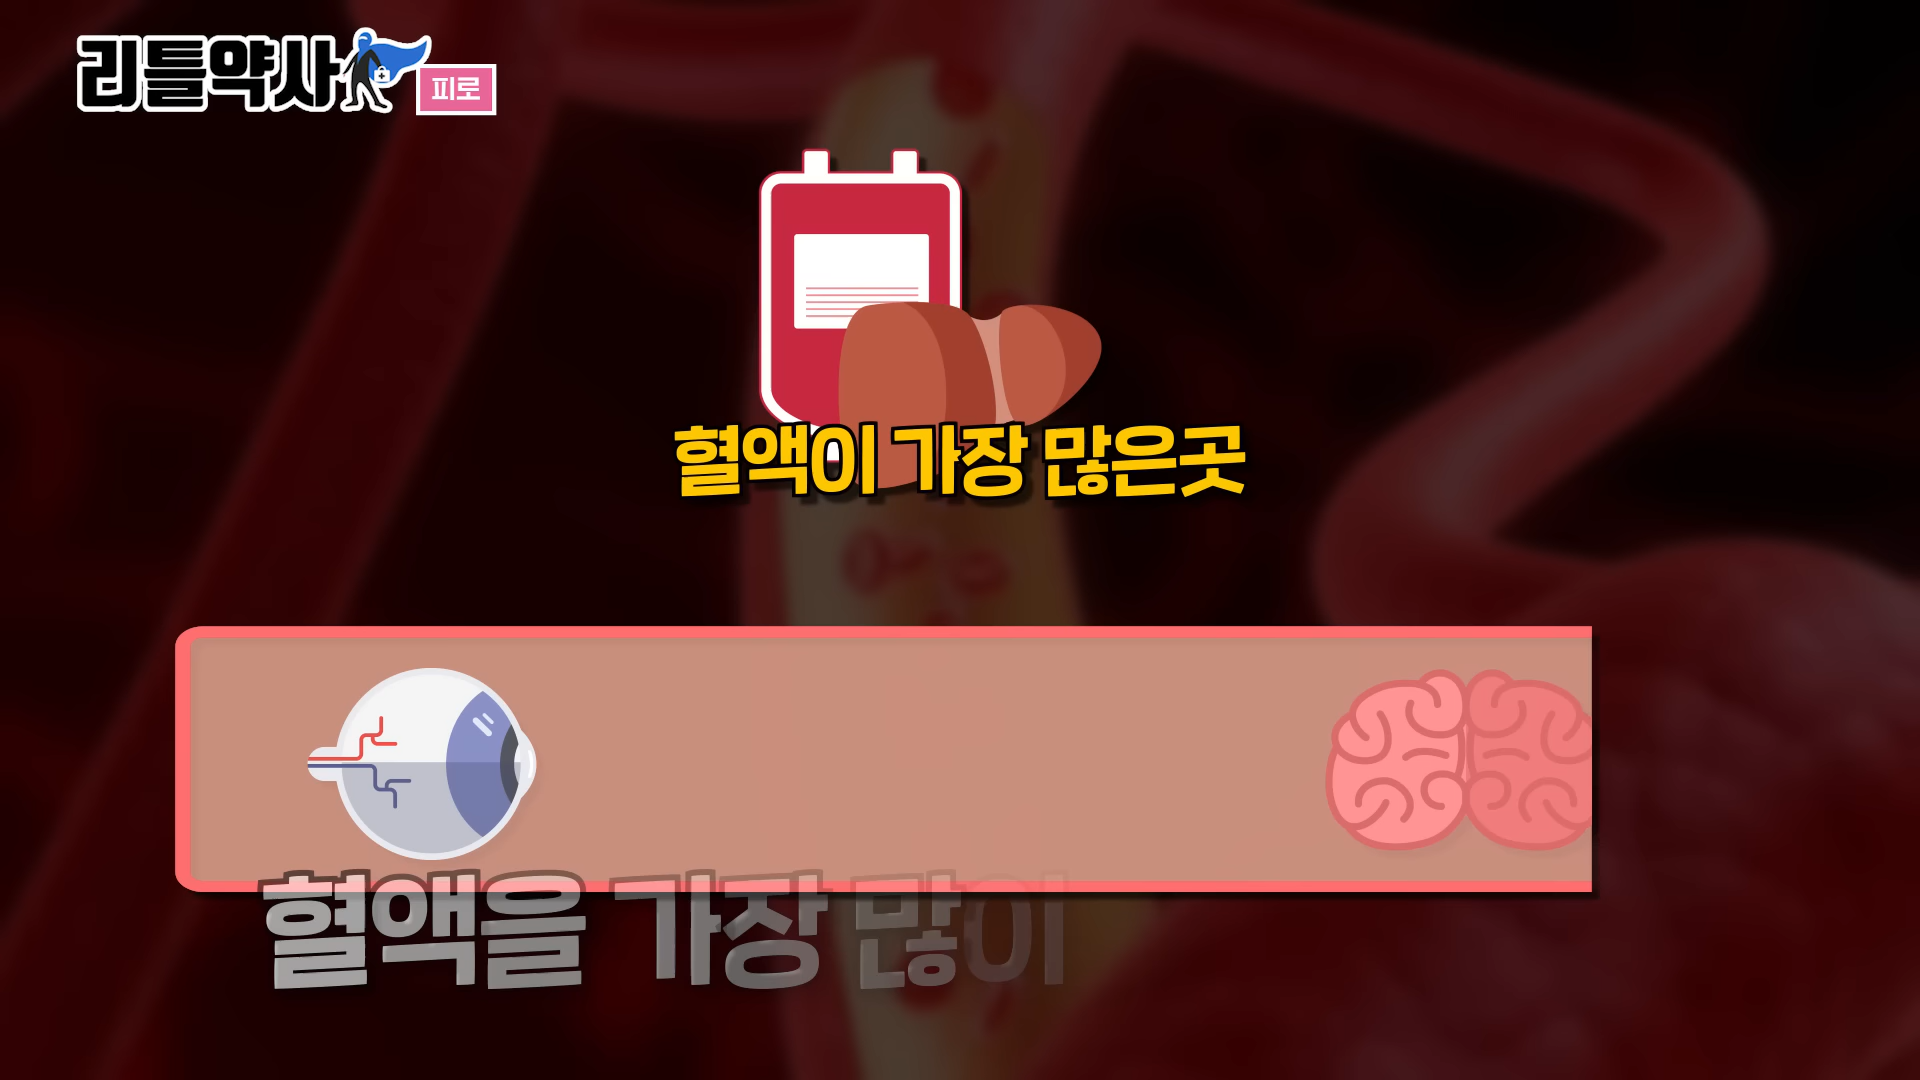 리틀약사
피로
혈액이 가장 많은곳
혈액을 가장 많이